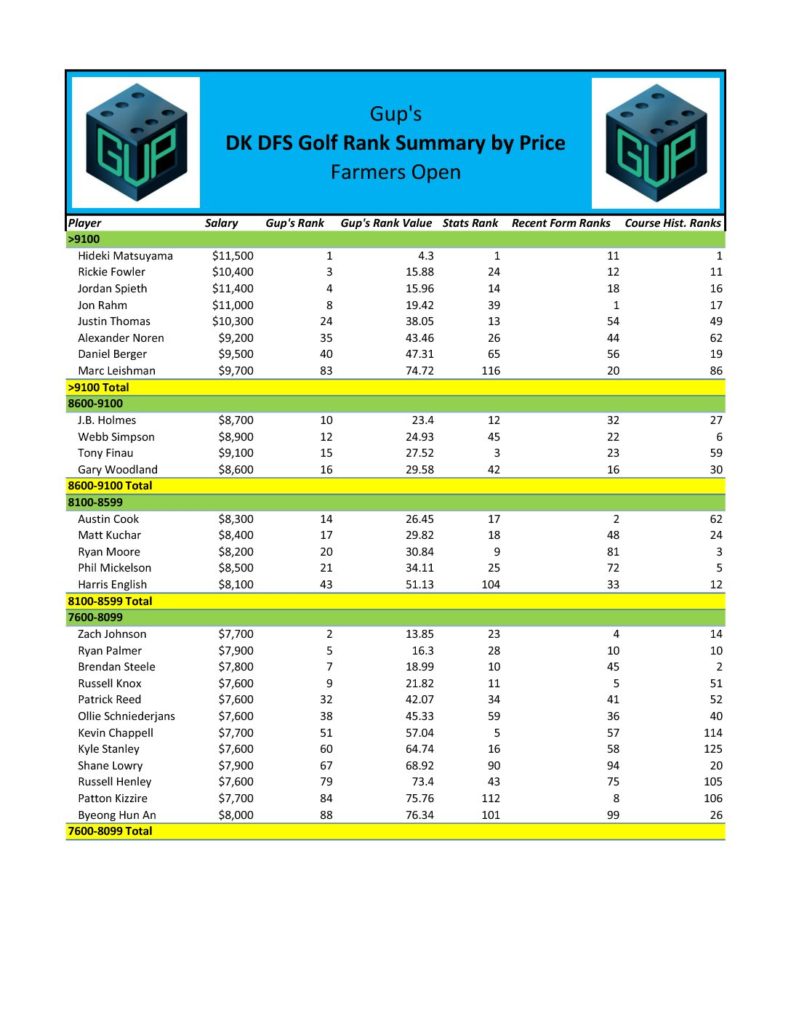 GUP
Gup's
DK DFS Golf Rank Summary by Price
Farmers Open
GUP
Player Salary Gup's Rank Gup's Rank Value Stats Rank Recent Form Ranks Course Hist. Ranks
>9100
Hideki Matsuyama $11,500 1 4.3 1 11 1
Rickie Fowler $10,400 3 15.88 24 12 11
Jordan Spieth $11,400 4 15.96 14 18 16
Jon Rahm $11,000 8 19.42 39 1 17
Justin Thomas $10,300 24 38.05 13 54 49
Alexander Noren $9,200 35 43.46 26 44 62
Daniel Berger $9,500 40 47.31 65 56 19
Marc Leishman $9,700 83 74.72 116 20 86
>9100 Total
8600-9100
J.B. Holmes $8,700 10 23.4 12 32 27
Webb Simpson $8,900 12 24.93 45 22 6
Tony Finau $9,100 15 27.52 3 23 59
Gary Woodland $8,600 16 29.58 42 16 30
8600-9100 Total
8100-8599
Austin Cook $8,300 14 26.45 17 2 62
Matt Kuchar $8,400 17 29.82 18 48 24
Ryan Moore $8,200 20 30.84 9 81 3
Phil Mickelson $8,500 21 34.11 25 72 5
Harris English $8,100 43 51.13 104 33 12
8100-8599 Total
7600-8099
Zach Johnson $7,700 2 13.85 23 4 14
Ryan Palmer $7,900 5 16.3 28 10 10
Brendan Steele $7,800 7 18.99 10 45 2
Russell Knox $7,600 9 21.82 11 5 51
Patrick Reed $7,600 32 42.07 34 41 52
Ollie Schniederjans $7,600 38 45.33 59 36 40
Kevin Chappell $7,700 51 57.04 5 57 114
Kyle Stanley $7,600 60 64.74 16 58 125
Shane Lowry $7,900 67 68.92 90 94 20
Russell Henley $7,600 79 73.4 43 75 105
Patton Kizzire $7,700 84 75.76 112 8 106
Byeong Hun An $8,000 88 76.34 101 99 26
7600-8099 Total